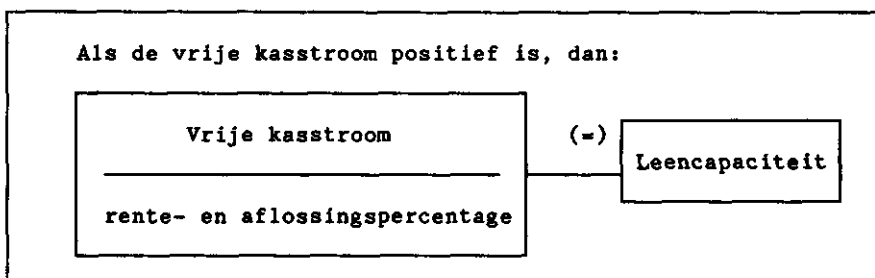 Als de vrije kasstroom positief is, dan:
Vrije kasstroom
rente- en aflossingspercentage
(=)
Leencapaciteit